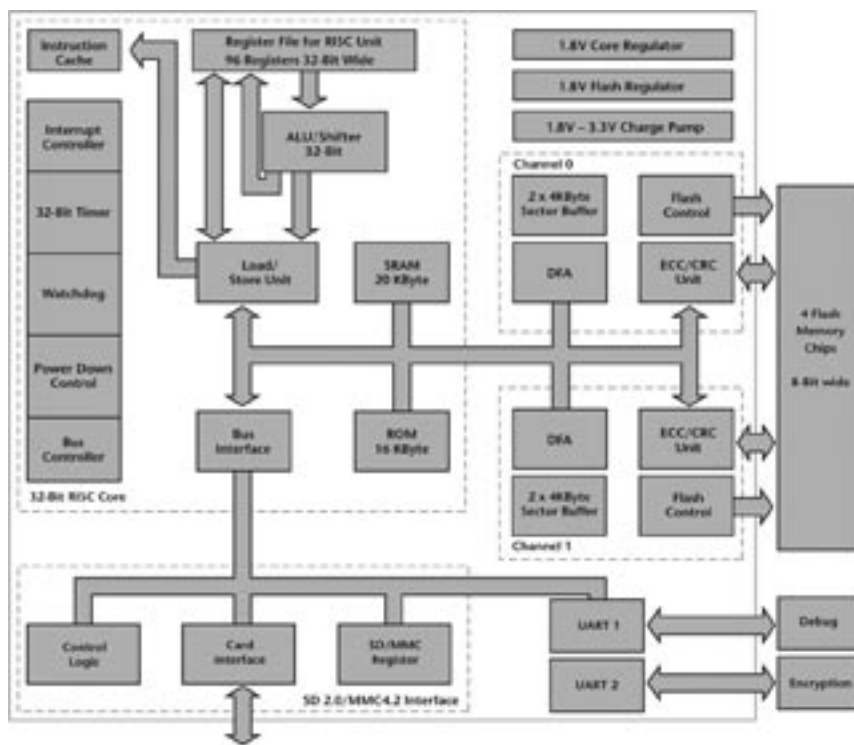 Instruction
Cache
Register File for RISC Unit
96 Registers 32-Bit Wide
1.8V Core Regulator
1.8V Flash Regulator
1.8V – 3.3V Charge Pump
Interrupt
Controller
32-Bit Timer
Watchdog
Power Down
Control
Bus
Controller
ALU/Shifter
32-Bit
Load/
Store Unit
SRAM
20 KByte
Bus
Interface
ROM
16 KByte
32-Bit RISC Core
Channel 0
2 x 4KByte
Sector Buffer
Flash
Control
DFA
ECC/CRC
Unit
4 Flash
Memory
Chips
8-Bit wide
DFA
ECC/CRC
Unit
2 x 4KByte
Sector Buffer
Flash
Control
Channel 1
Control
Logic
Card
Interface
SD/MMC
Register
SD 2.0/MMC4.2 Interface
UART 1
Debug
UART 2
Encryption